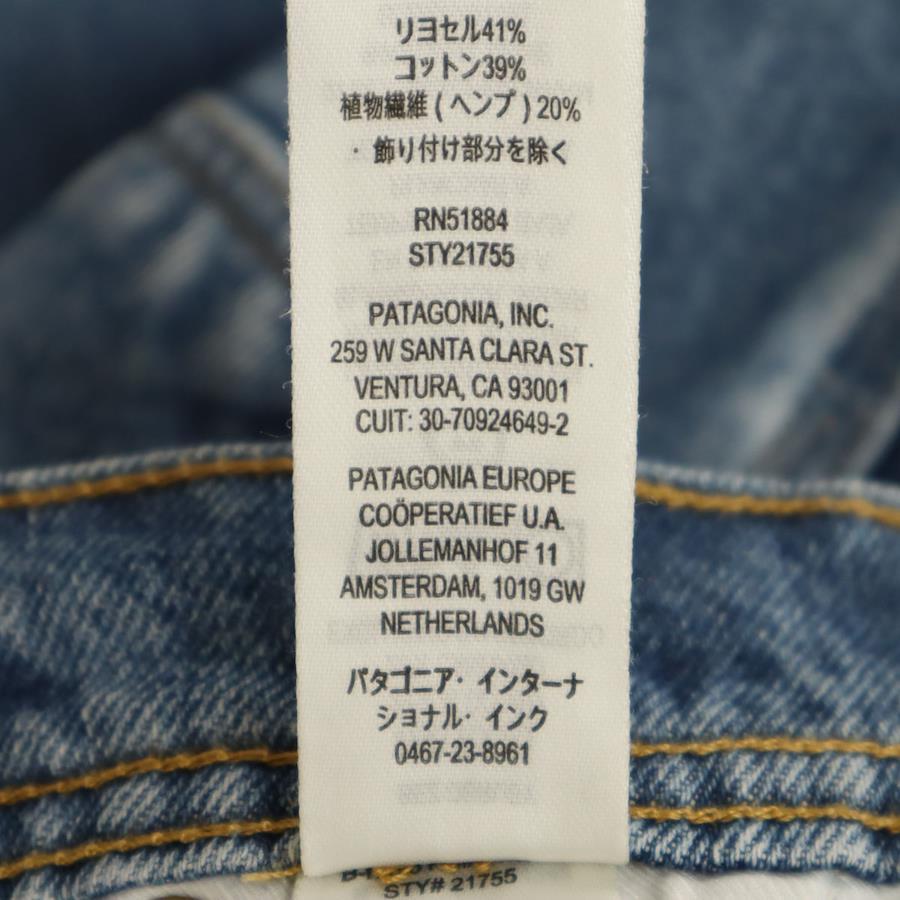 リヨセル41%
コットン39%
植物繊維(ヘンプ)20%
・飾り付け部分を除く
RN51884
STY21755
PATAGONIA, INC.
259 W SANTA CLARA ST.
VENTURA, CA 93001
CUIT: 30-70924649-2
PATAGONIA EUROPE
COÖPERATIEF U.A.
JOLLEMANHOF 11
AMSTERDAM, 1019 GW
NETHERLANDS
パタゴニア・インターナ
ショナル・インク
0467-23-8961
STY# 21755